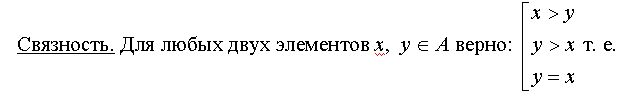 x > y
Связность. Для любых двух элементов x, y ∈ A верно: y > x т. е.
y = x